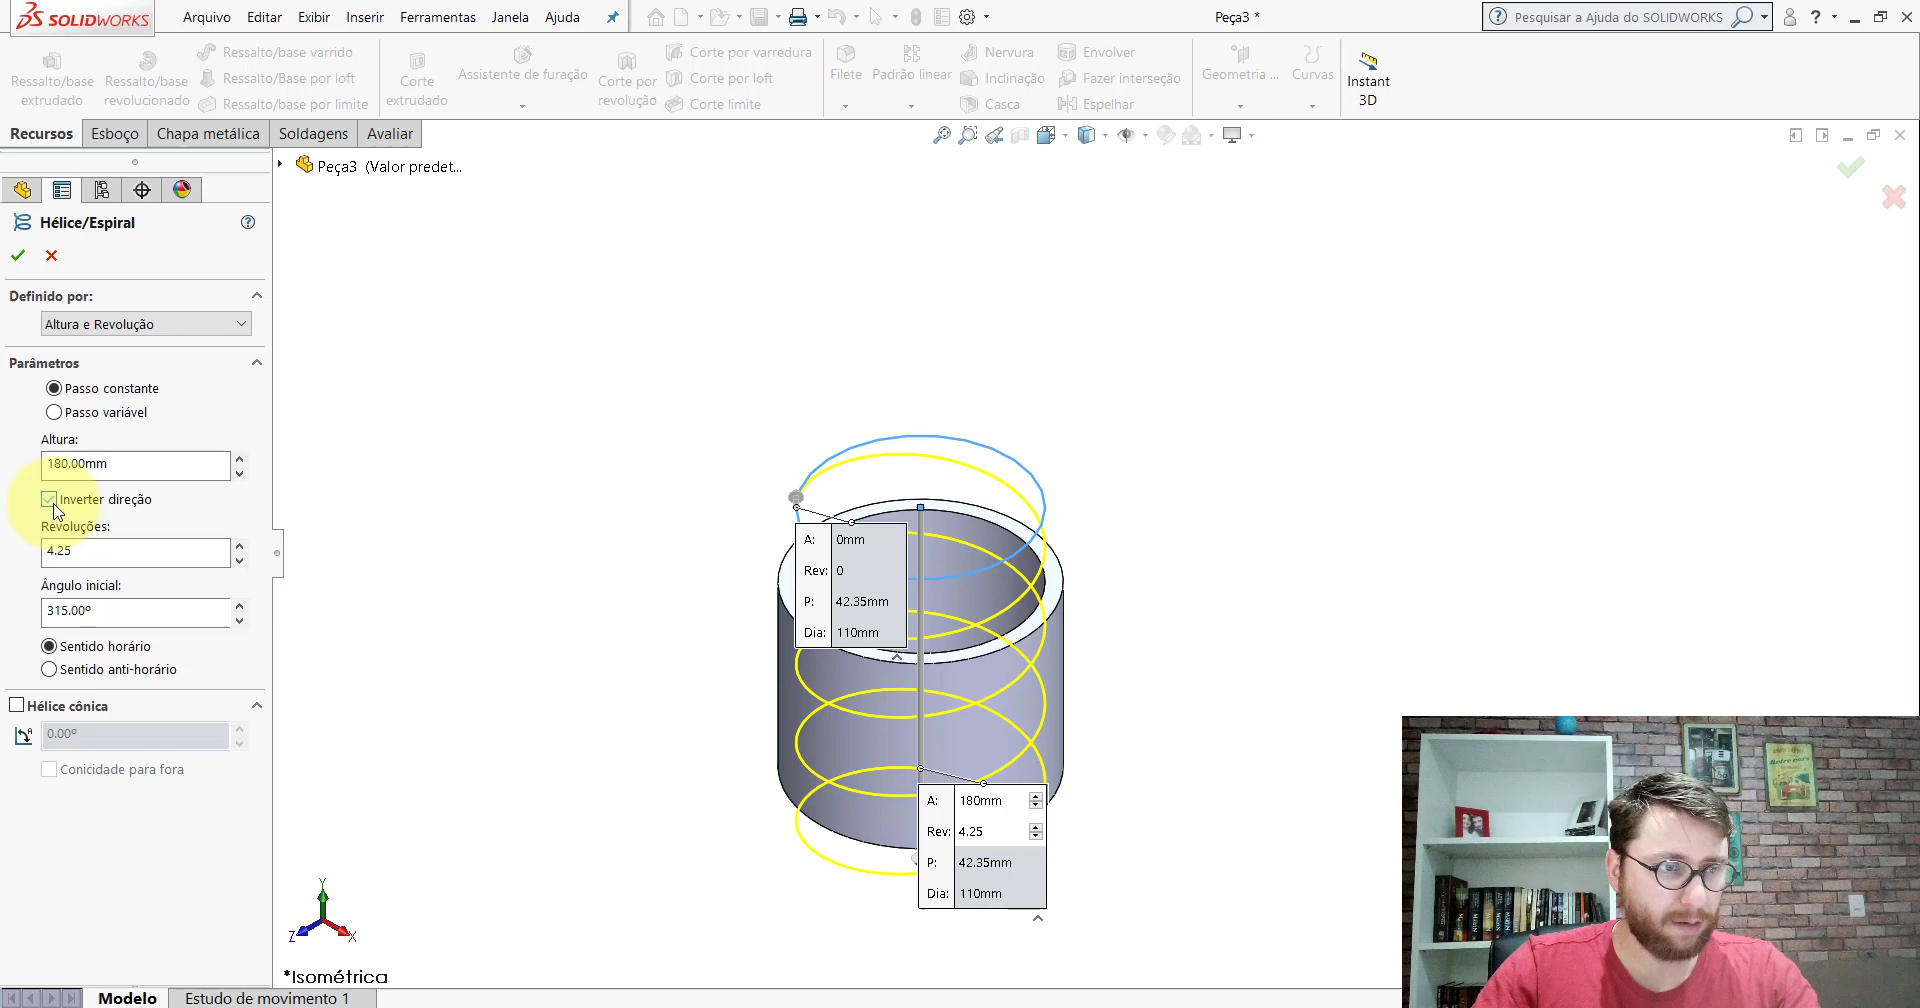 SOLIDWORKS
Arquivo Editar Exibir Inserir Ferramentas Janela Ajuda
Peça3 *
Pesquisar a Ajuda do SOLIDWORKS
Ressalto/base extrudado
Ressalto/base revolucionado
Ressalto/base varrido
Ressalto/Base por loft
Ressalto/base por limite
Corte extrudado
Assistente de furação
Corte por revolução
Corte por varredura
Corte por loft
Corte limite
Filete
Padrão linear
Nervura
Inclinação
Casca
Envolver
Fazer interseção
Espelhar
Geometria ...
Curvas
Instant 3D
Recursos Esboço Chapa metálica Soldagens Avaliar
Peça3 (Valor predet...
Hélice/Espiral
Definido por:
Altura e Revolução
Parâmetros
Passo constante
Passo variável
Altura:
180.00mm
Inverter direção
Revoluções:
4.25
Ângulo inicial:
315.00º
Sentido horário
Sentido anti-horário
Hélice cônica
0.00º
Conicidade para fora
A: 0mm
Rev: 0
P: 42.35mm
Dia: 110mm
A: 180mm
Rev: 4.25
P: 42.35mm
Dia: 110mm
Y
Z
X
*Isométrica
Modelo Estudo de movimento 1